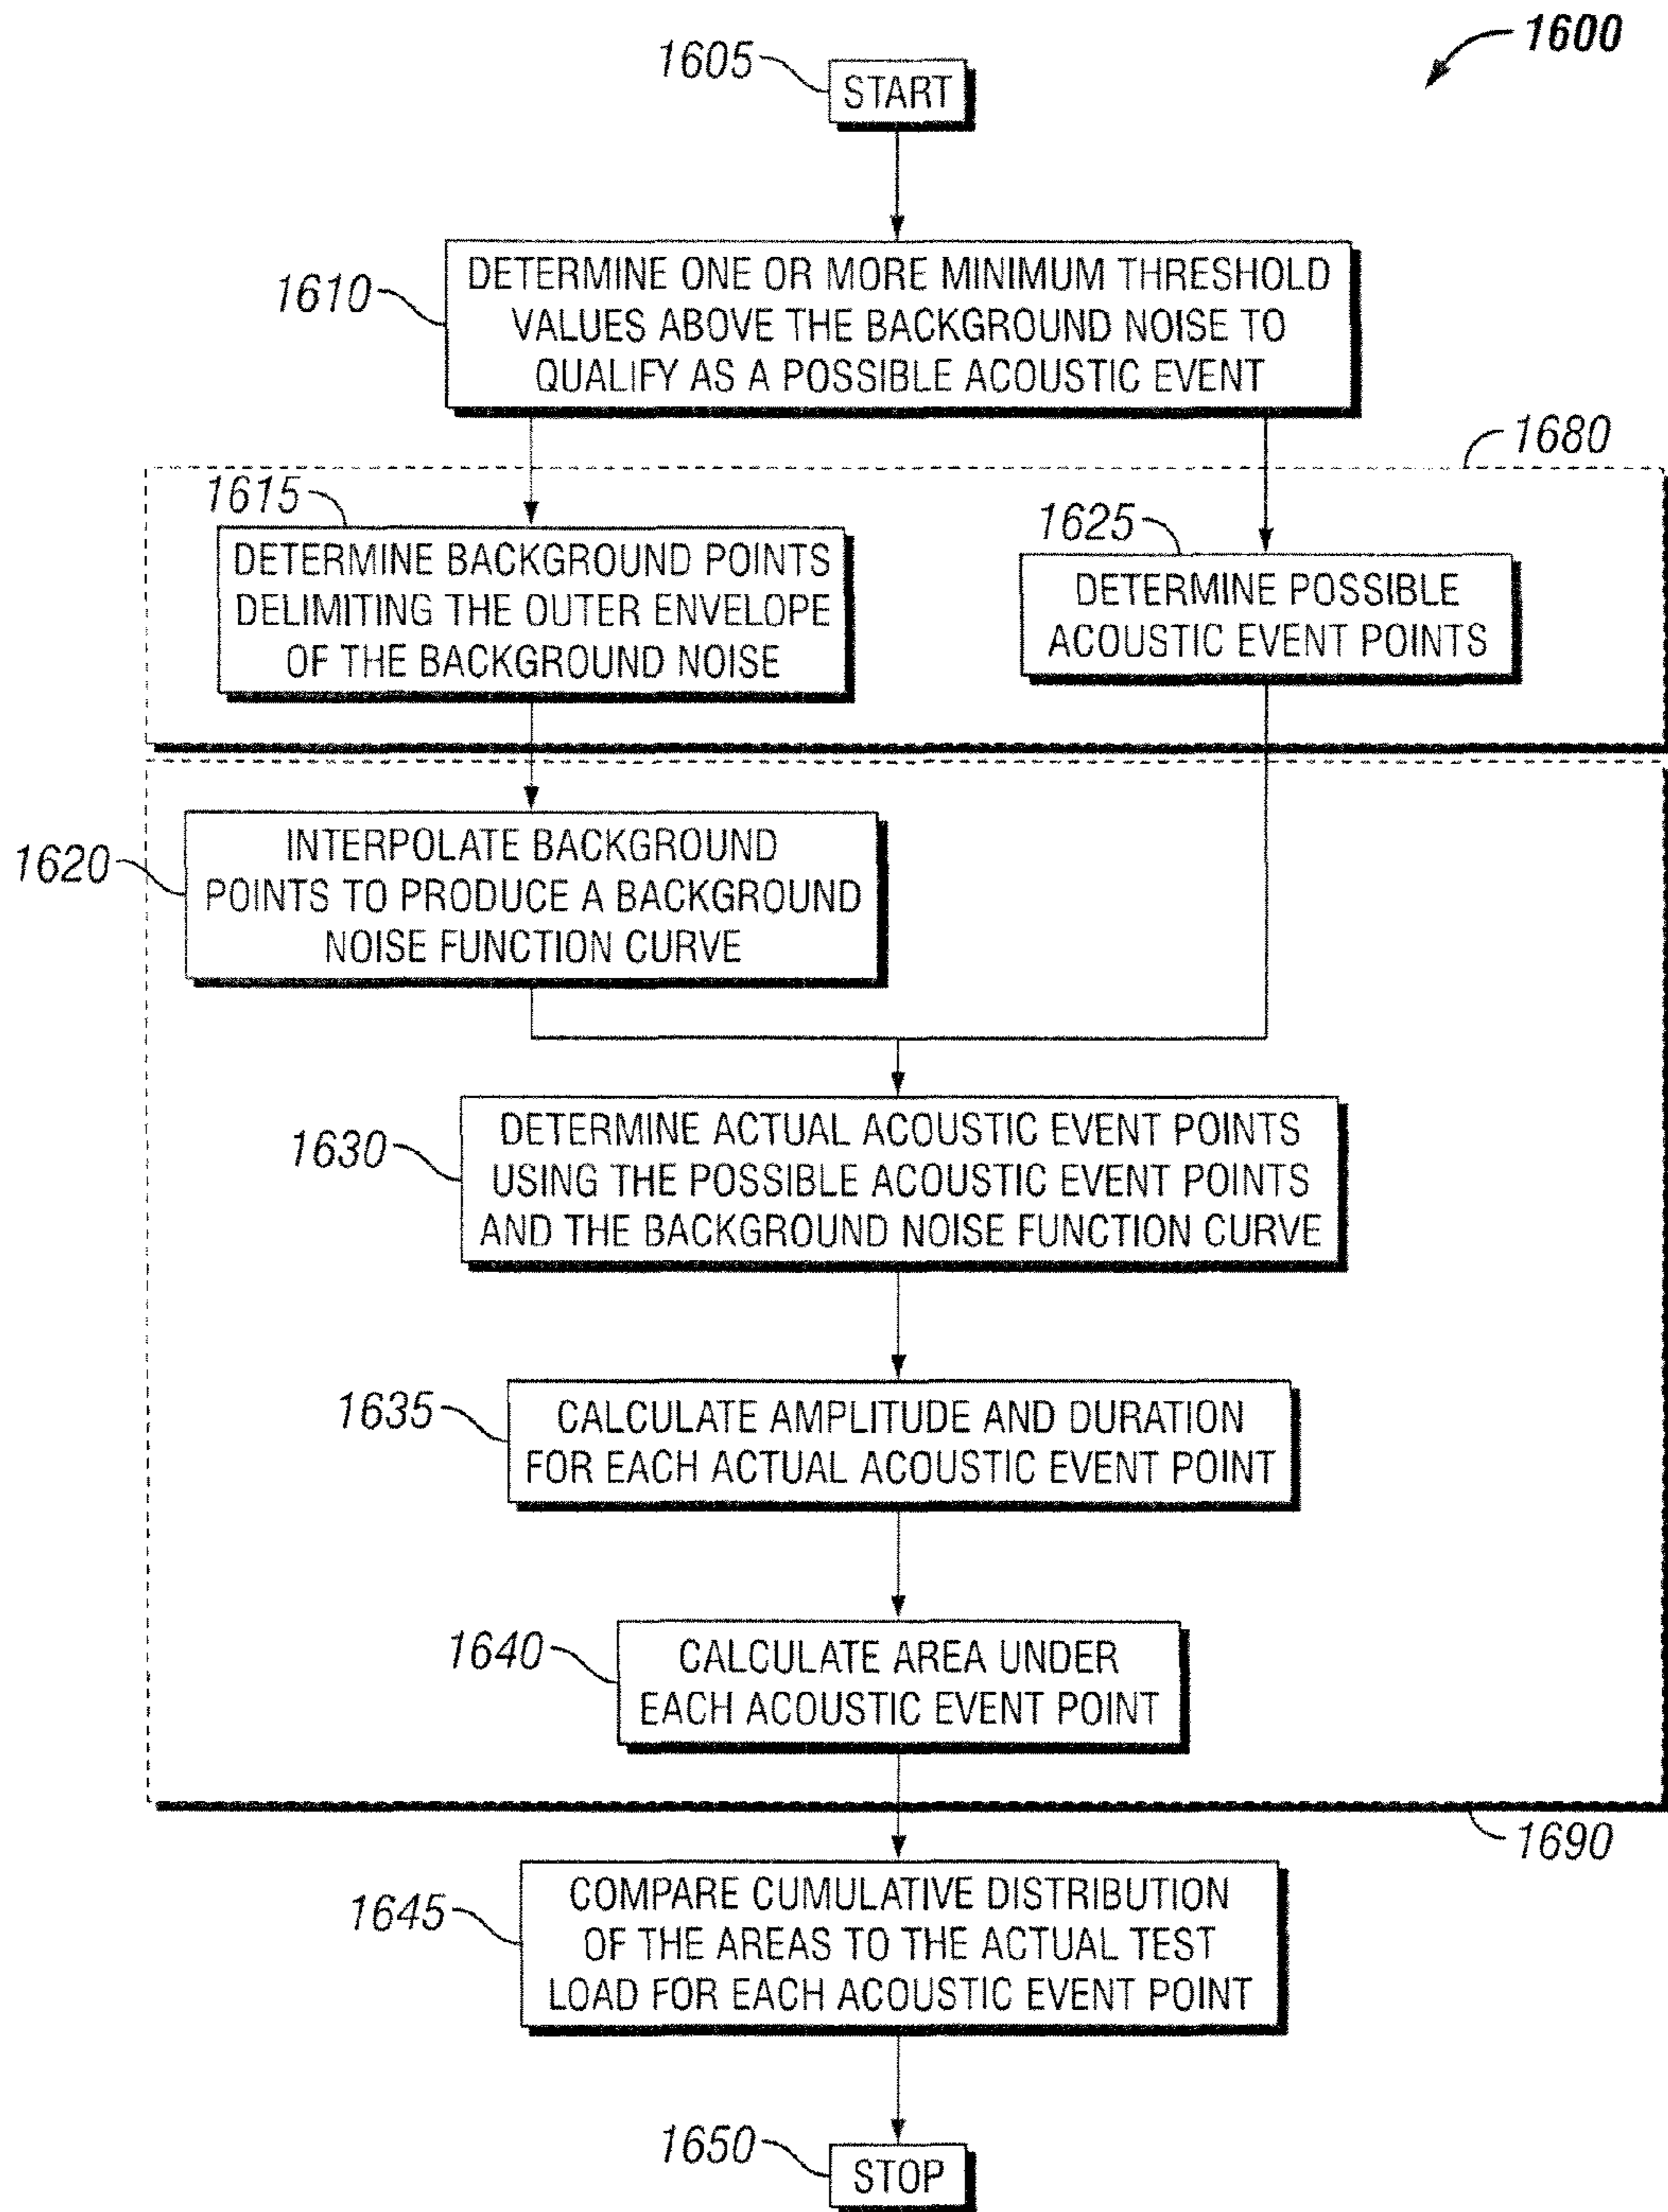 1600
1605
START
1610
DETERMINE ONE OR MORE MINIMUM THRESHOLD
VALUES ABOVE THE BACKGROUND NOISE TO
QUALIFY AS A POSSIBLE ACOUSTIC EVENT
1680
1615
DETERMINE BACKGROUND POINTS
DELIMITING THE OUTER ENVELOPE
OF THE BACKGROUND NOISE
1625
DETERMINE POSSIBLE
ACOUSTIC EVENT POINTS
1620
INTERPOLATE BACKGROUND
POINTS TO PRODUCE A BACKGROUND
NOISE FUNCTION CURVE
1630
DETERMINE ACTUAL ACOUSTIC EVENT POINTS
USING THE POSSIBLE ACOUSTIC EVENT POINTS
AND THE BACKGROUND NOISE FUNCTION CURVE
1635
CALCULATE AMPLITUDE AND DURATION
FOR EACH ACTUAL ACOUSTIC EVENT POINT
1640
CALCULATE AREA UNDER
EACH ACOUSTIC EVENT POINT
1690
1645
COMPARE CUMULATIVE DISTRIBUTION
OF THE AREAS TO THE ACTUAL TEST
LOAD FOR EACH ACOUSTIC EVENT POINT
1650
STOP